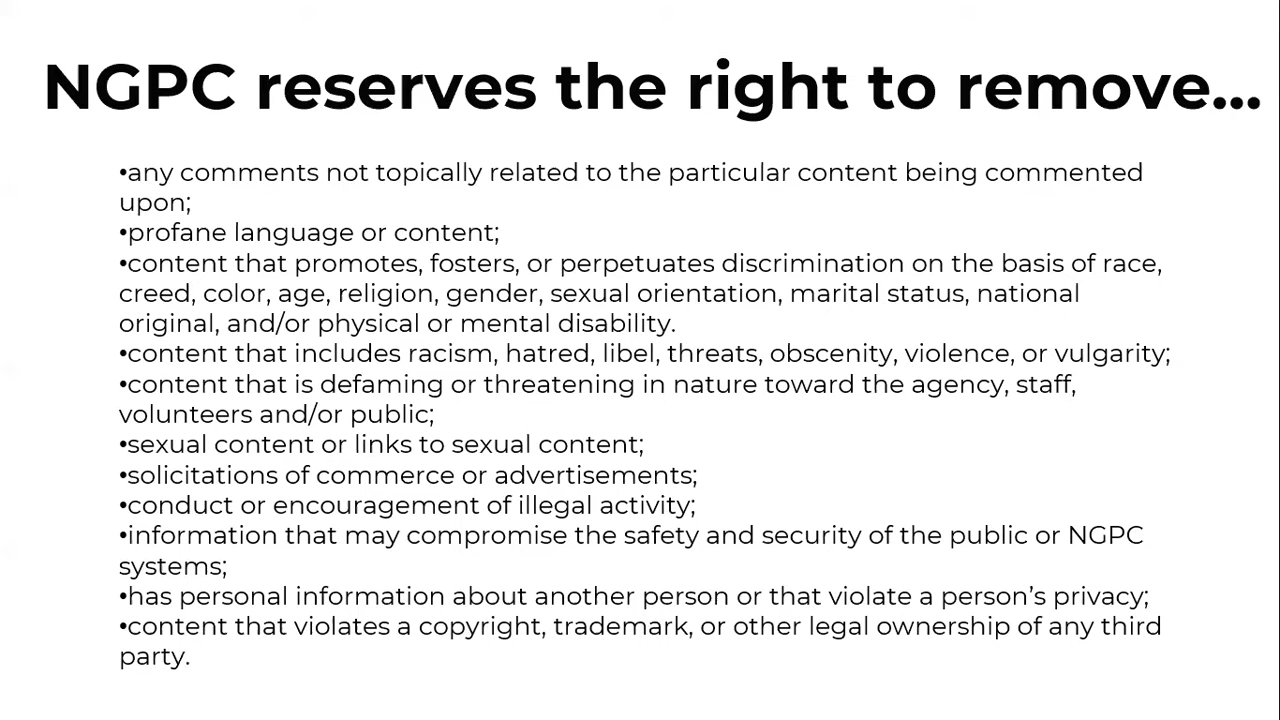 NGPC reserves the right to remove...
•any comments not topically related to the particular content being commented
upon;
•profane language or content;
•content that promotes, fosters, or perpetuates discrimination on the basis of race,
creed, color, age, religion, gender, sexual orientation, marital status, national
original, and/or physical or mental disability.
•content that includes racism, hatred, libel, threats, obscenity, violence, or vulgarity;
•content that is defaming or threatening in nature toward the agency, staff,
volunteers and/or public;
•sexual content or links to sexual content;
•solicitations of commerce or advertisements;
•conduct or encouragement of illegal activity;
•information that may compromise the safety and security of the public or NGPC
systems;
•has personal information about another person or that violate a person’s privacy;
•content that violates a copyright, trademark, or other legal ownership of any third
party.